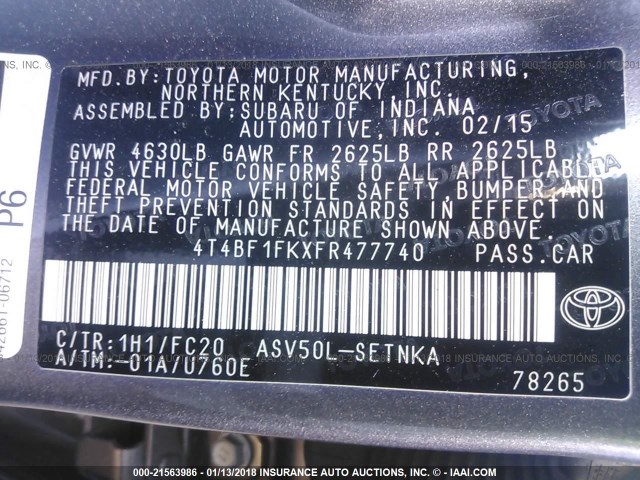 MFD.BY:TOYOTA MOTOR MANUFACTURING,
NORTHERN KENTUCKY, INC.
ASSEMBLED BY:SUBARU OF INDIANA
AUTOMOTIVE,INC. 02/15
GVWR 4630LB GAWR FR 2625LB RR 2625LB
THIS VEHICLE CONFORMS TO ALL APPLICABLE
FEDERAL MOTOR VEHICLE SAFETY, BUMPER, AND
THEFT PREVENTION STANDARDS IN EFFECT ON
THE DATE OF MANUFACTURE SHOWN ABOVE.
4T4BF1FKXFR477740 PASS.CAR
C/TR:1H1/FC20 ASV50L-SETNKA
A/TM:-01A/U760E
78265
P6
42661-06712
000-21563986 - 01/13/2018 INSURANCE AUTO AUCTIONS, INC. - © - IAAI.COM